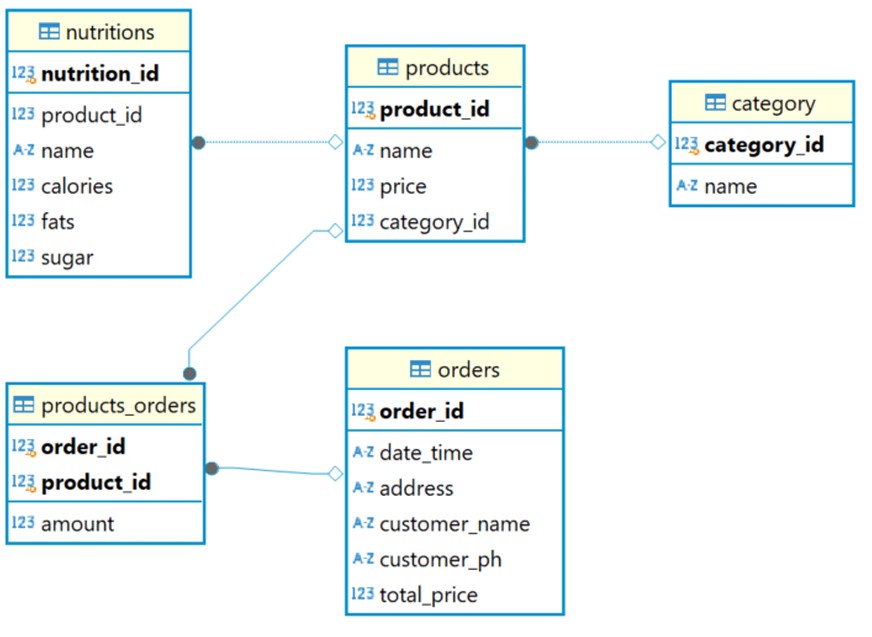 nutritions
123 nutrition_id
123 product_id
A-Z name
123 calories
123 fats
123 sugar
products
123 product_id
A-Z name
123 price
123 category_id
category
123 category_id
A-Z name
products_orders
123 order_id
123 product_id
123 amount
orders
123 order_id
A-Z date_time
A-Z address
A-Z customer_name
A-Z customer_ph
123 total_price